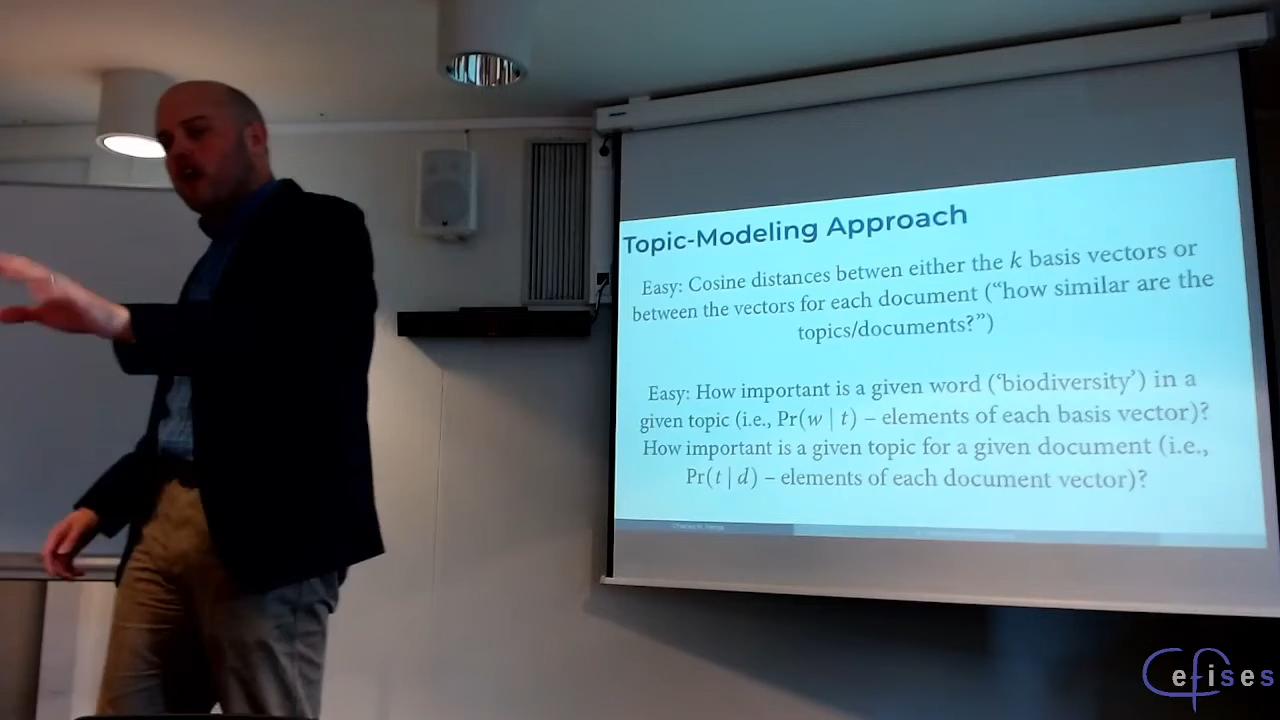 Topic-Modeling Approach
Easy: Cosine distances betwen either the k basis vectors or
between the vectors for each document (“how similar are the
topics/documents?”)
Easy: How important is a given word (‘biodiversity’) in a
given topic (i.e., Pr(w | t) – elements of each basis vector)?
How important is a given topic for a given document (i.e.,
Pr(t | d) – elements of each document vector)?
Cefises